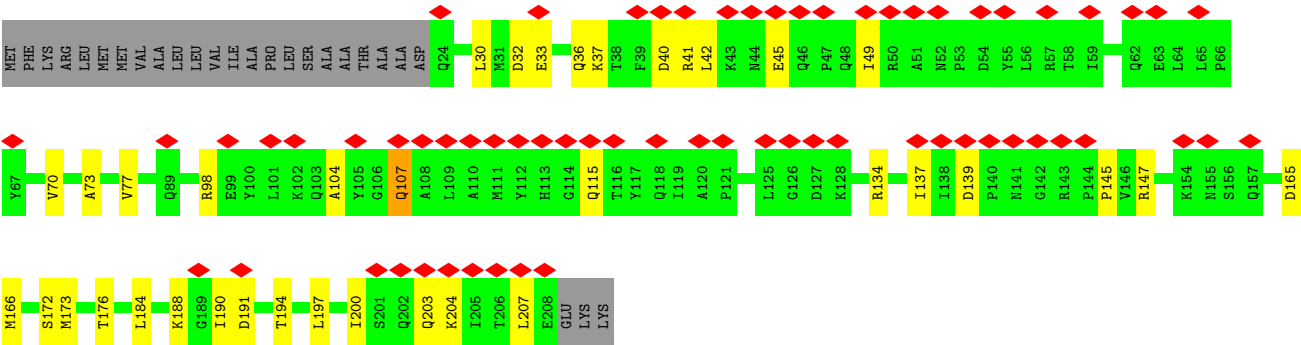 MET PHE LYS ARG LEU MET MET VAL ALA LEU LEU VAL ILE ALA PRO LEU SER ALA ALA THR ALA ALA ASP Q24 L30 M31 D32 E33 Q36 K37 T38 F39 D40 R41 L42 K43 N44 E45 Q46 P47 Q48 I49 R50 A51 N52 P53 D54 Y55 L56 R57 T58 I59 Q62 E63 L64 L65 P66
Y67 V70 A73 V77 Q89 R98 E99 Y100 L101 K102 Q103 A104 Y105 G106 Q107 A108 L109 A110 M111 Y112 H113 G114 Q115 T116 Y117 Q118 I119 A120 P121 L125 G126 D127 K128 R134 I137 I138 D139 P140 N141 G142 R143 P144 P145 V146 R147 K154 N155 S156 Q157 D165
M166 S172 M173 T176 L184 K188 G189 I190 D191 T194 L197 I200 S201 Q202 Q203 K204 I205 T206 L207 E208 GLU LYS LYS